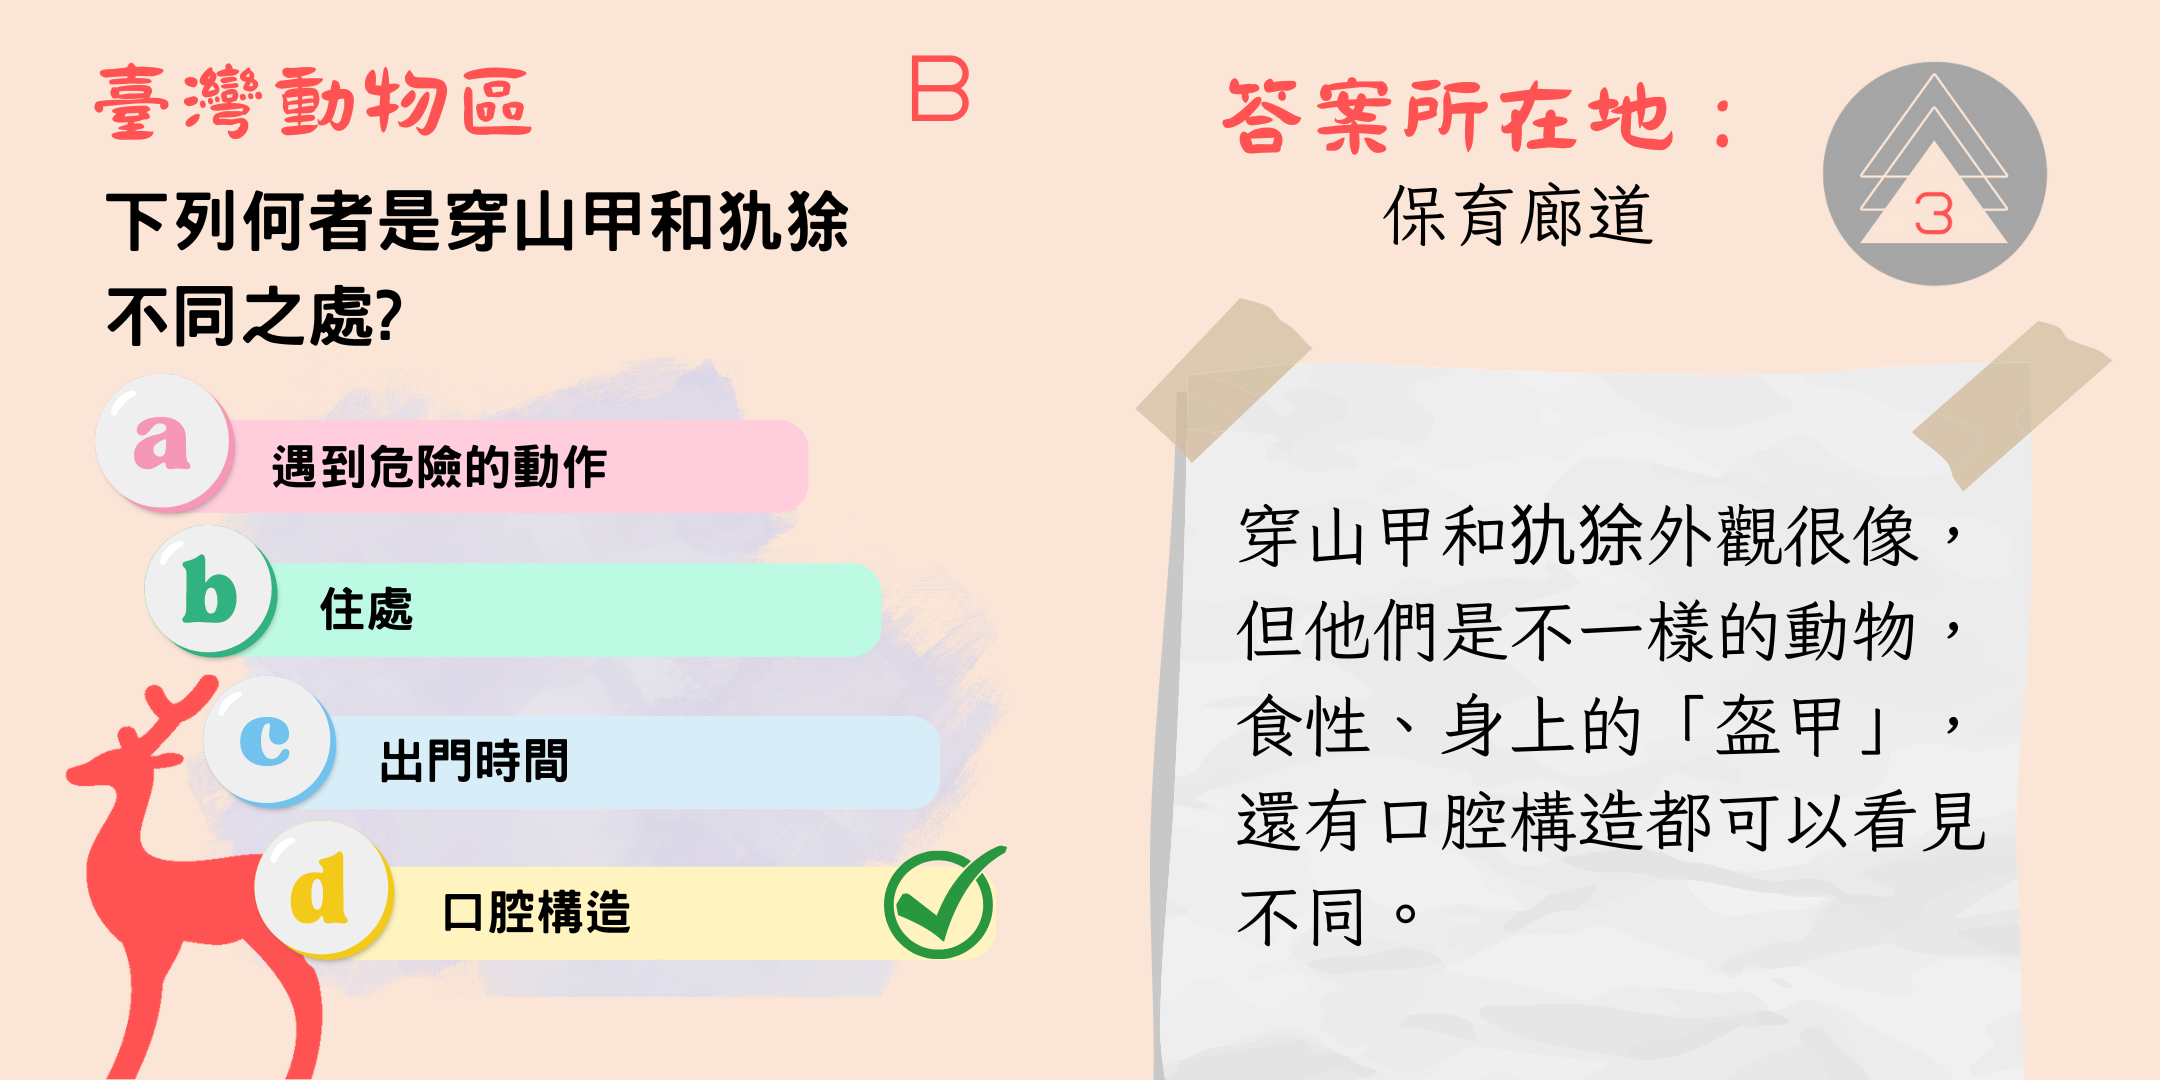 臺灣動物區
B
下列何者是穿山甲和犰狳
不同之處?
a
遇到危險的動作
b
住處
c
出門時間
d
口腔構造
答案所在地：
保育廊道
3
穿山甲和犰狳外觀很像，
但他們是不一樣的動物，
食性、身上的「盔甲」，
還有口腔構造都可以看見
不同。